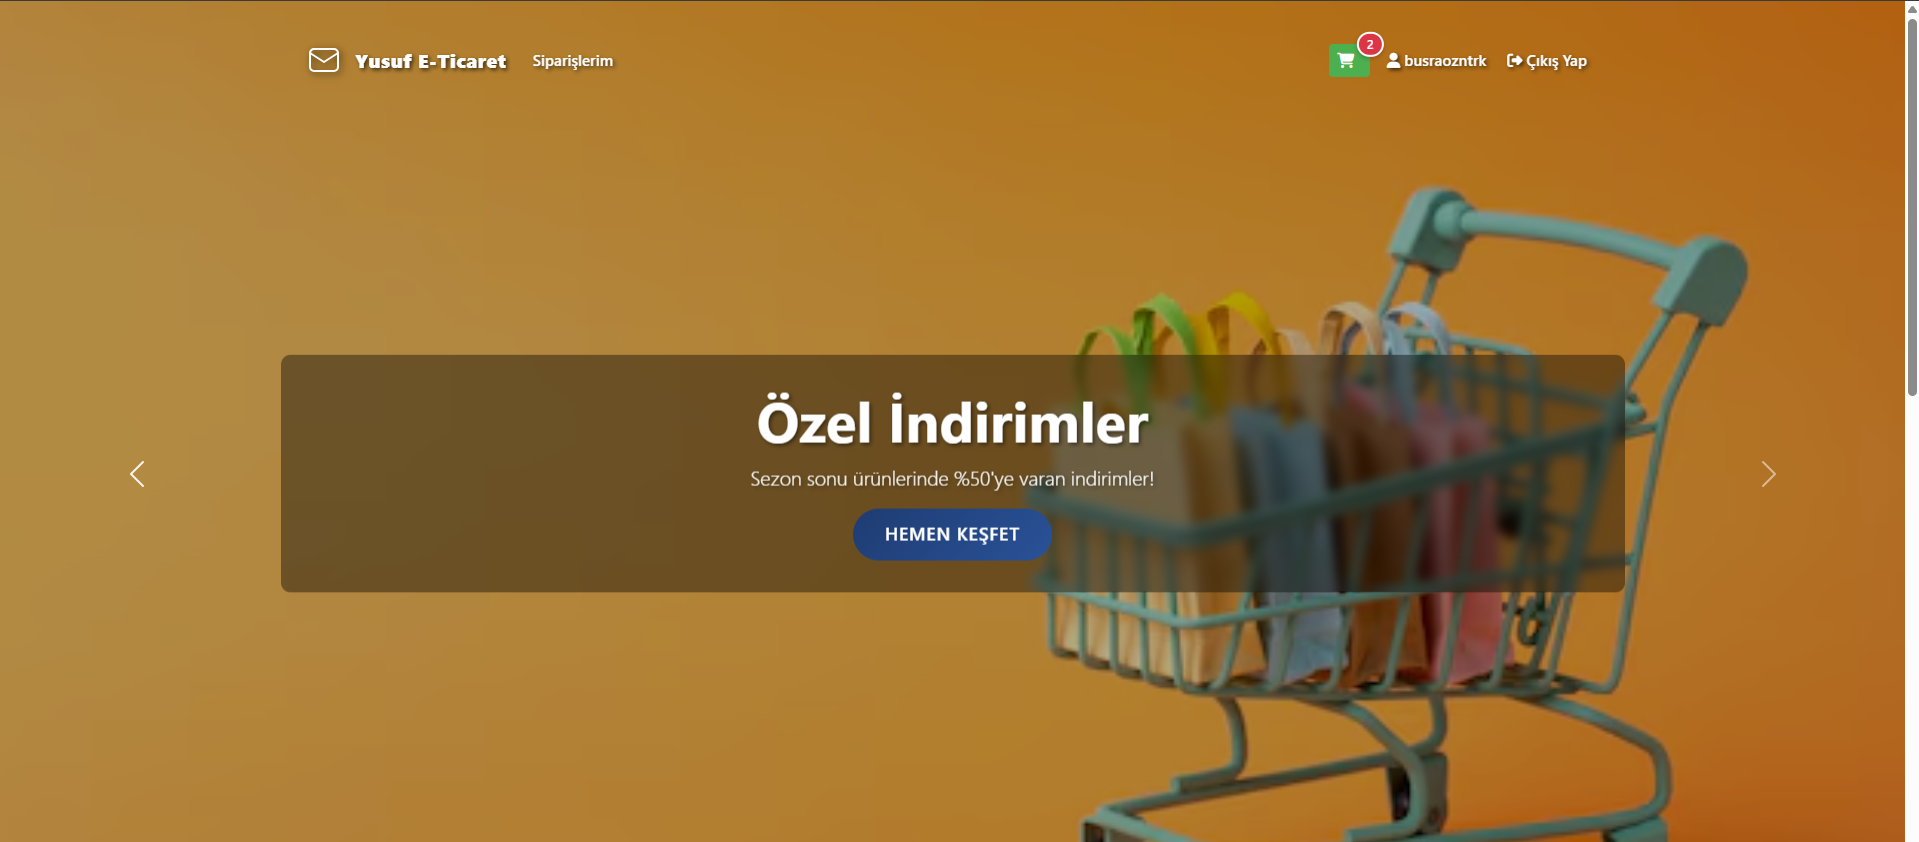 Yusuf E-Ticaret
Siparişlerim
2
busraozntrk
Çıkış Yap
Özel İndirimler
Sezon sonu ürünlerinde %50'ye varan indirimler!
HEMEN KEŞFET